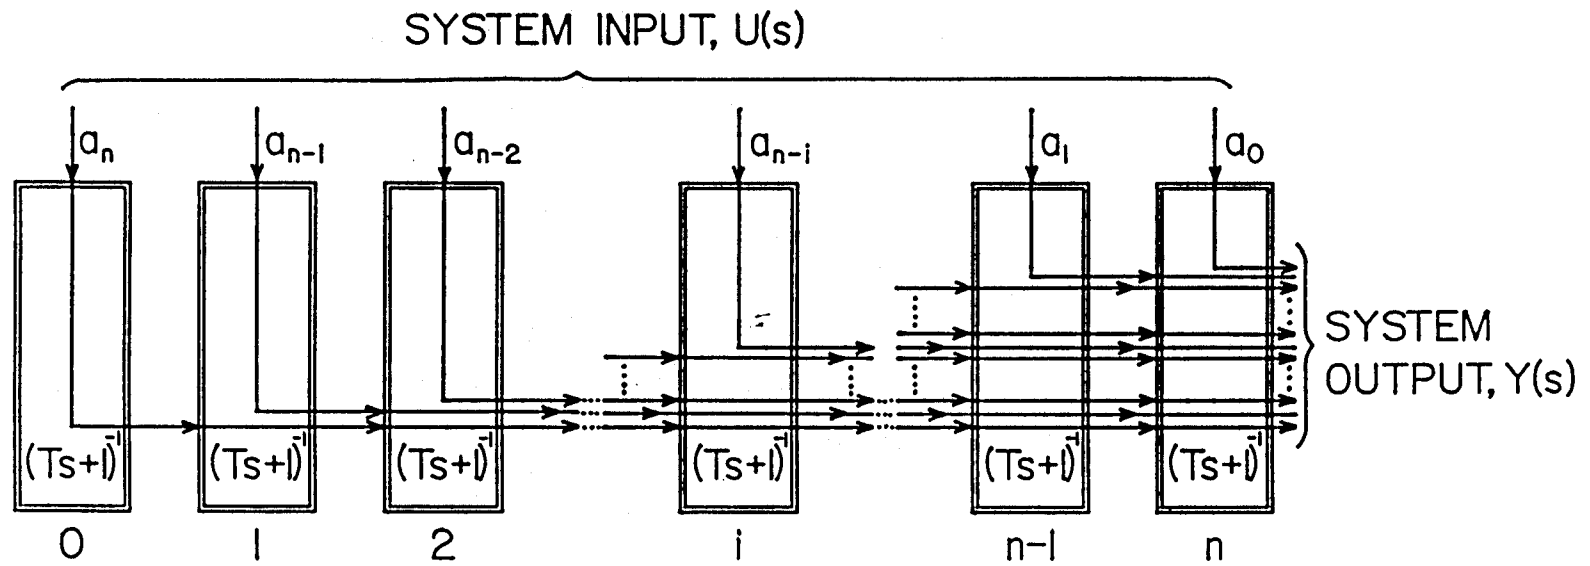 SYSTEM INPUT, U(s)
aₙ aₙ₋₁ aₙ₋₂ aₙ₋ᵢ a₁ a₀
SYSTEM
OUTPUT, Y(s)
(Ts+1)⁻¹ (Ts+1)⁻¹ (Ts+1)⁻¹ (Ts+1)⁻¹ (Ts+1)⁻¹ (Ts+1)⁻¹
0 1 2 i n-1 n